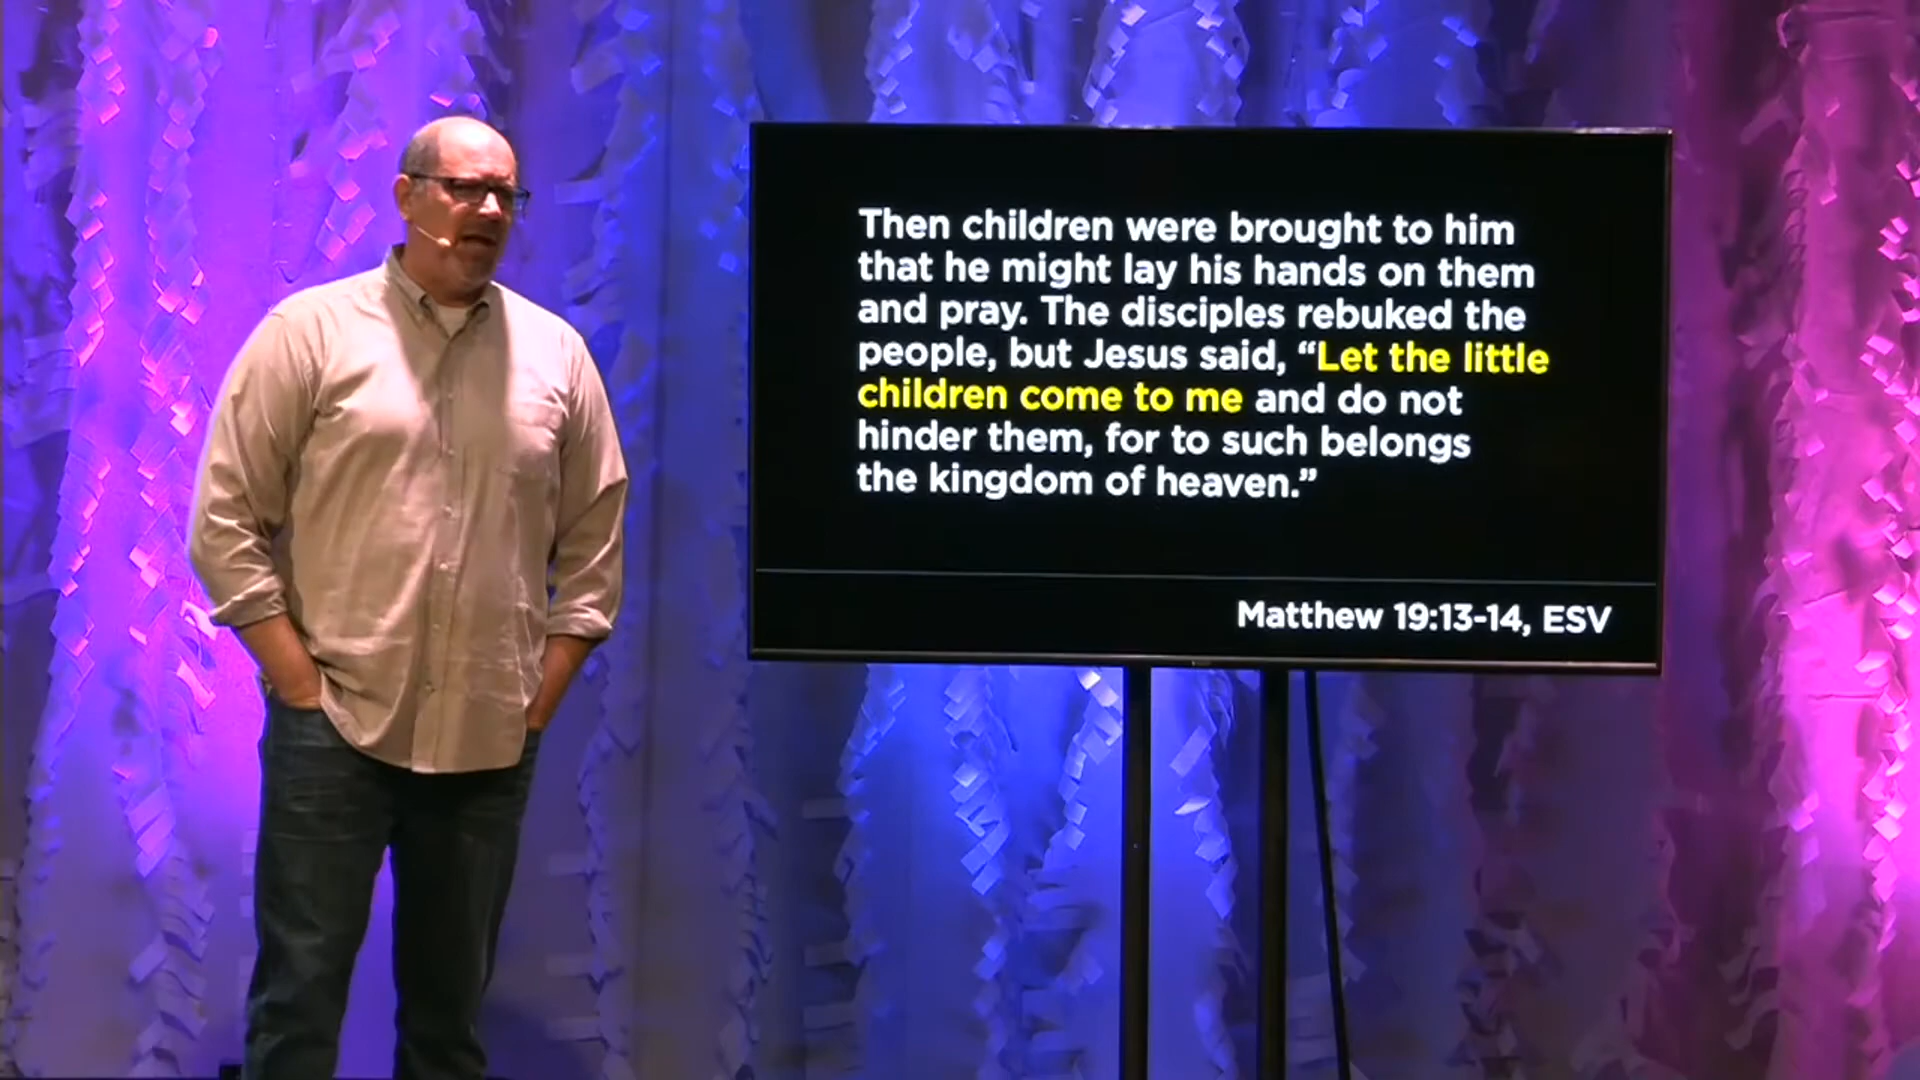 Then children were brought to him
that he might lay his hands on them
and pray. The disciples rebuked the
people, but Jesus said, “Let the little
children come to me and do not
hinder them, for to such belongs
the kingdom of heaven.”
Matthew 19:13-14, ESV